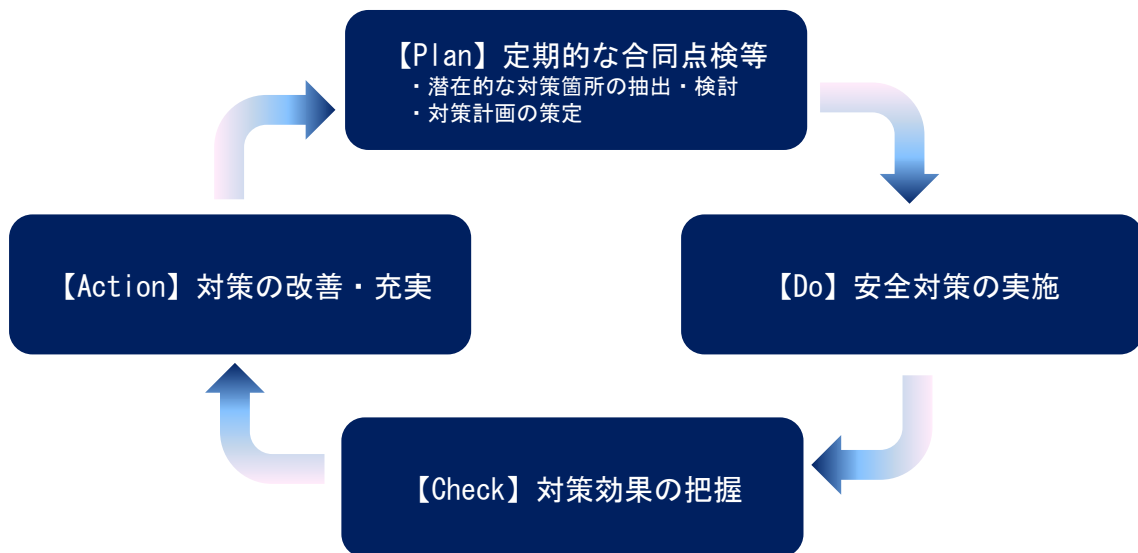 【Plan】定期的な合同点検等
・潜在的な対策箇所の抽出・検討
・対策計画の策定
【Action】対策の改善・充実
【Do】安全対策の実施
【Check】対策効果の把握